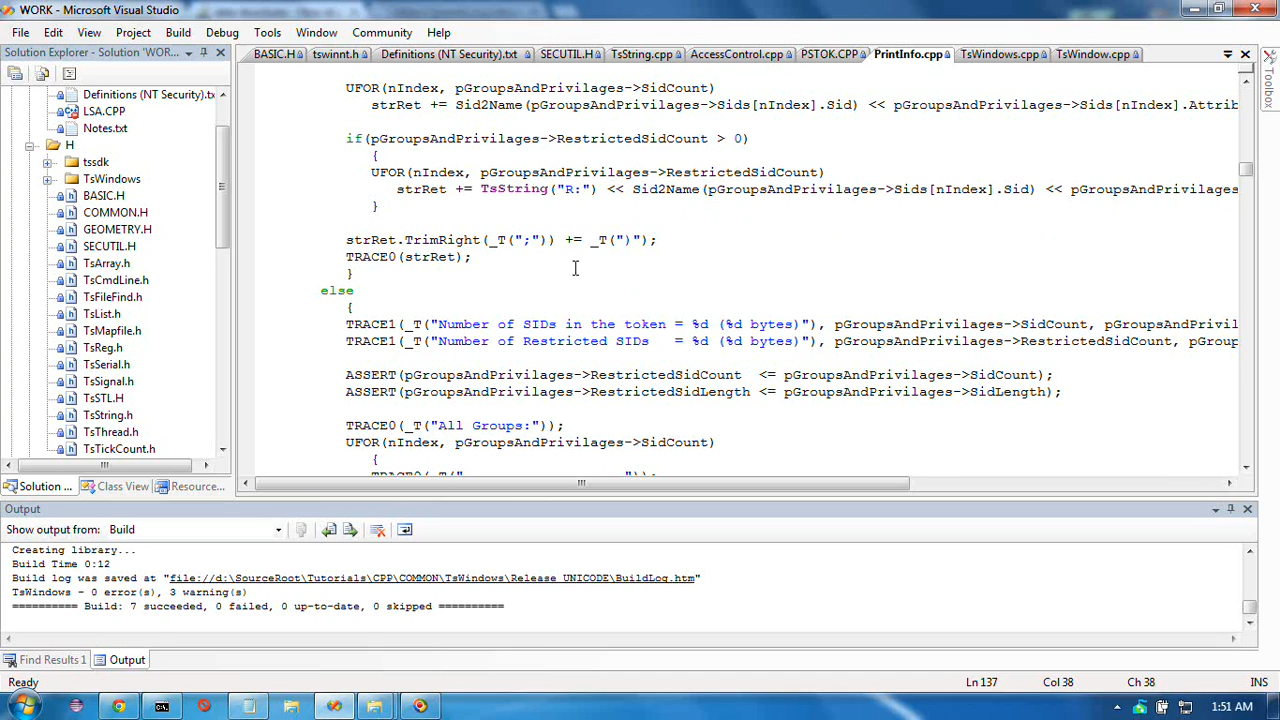 WORK - Microsoft Visual Studio
File Edit View Project Build Debug Tools Window Community Help
Solution Explorer - Solution 'WOR...
BASIC.H tswinnt.h Definitions (NT Security).txt SECUTIL.H TsString.cpp AccessControl.cpp PSTOK.CPP PrintInfo.cpp TsWindows.cpp TsWindow.cpp
Toolbox
Definitions (NT Security).tx
LSA.CPP
Notes.txt
H
tssdk
TsWindows
BASIC.H
COMMON.H
GEOMETRY.H
SECUTIL.H
TsArray.h
TsCmdLine.h
TsFileFind.h
TsList.h
TsMapfile.h
TsReg.h
TsSerial.h
TsSignal.h
TsSTL.H
TsString.h
TsThread.h
TsTickCount.h
Solution ... Class View Resource...
UFOR(nIndex, pGroupsAndPrivilages->SidCount)
strRet += Sid2Name(pGroupsAndPrivilages->Sids[nIndex].Sid) << pGroupsAndPrivilages->Sids[nIndex].Attrib
if(pGroupsAndPrivilages->RestrictedSidCount > 0)
{
UFOR(nIndex, pGroupsAndPrivilages->RestrictedSidCount)
strRet += TsString("R:") << Sid2Name(pGroupsAndPrivilages->Sids[nIndex].Sid) << pGroupsAndPrivilages-
}
strRet.TrimRight(_T(";")) += _T(")");
TRACE0(strRet);
}
else
{
TRACE1(_T("Number of SIDs in the token = %d (%d bytes)"), pGroupsAndPrivilages->SidCount, pGroupsAndPrivil
TRACE1(_T("Number of Restricted SIDs   = %d (%d bytes)"), pGroupsAndPrivilages->RestrictedSidCount, pGroup
ASSERT(pGroupsAndPrivilages->RestrictedSidCount  <= pGroupsAndPrivilages->SidCount);
ASSERT(pGroupsAndPrivilages->RestrictedSidLength <= pGroupsAndPrivilages->SidLength);
TRACE0(_T("All Groups:"));
UFOR(nIndex, pGroupsAndPrivilages->SidCount)
{
Output
Show output from: Build
Creating library...
Build Time 0:12
Build log was saved at "file://d:\SourceRoot\Tutorials\CPP\COMMON\TsWindows\Release UNICODE\BuildLog.htm"
TsWindows - 0 error(s), 3 warning(s)
========== Build: 7 succeeded, 0 failed, 0 up-to-date, 0 skipped ==========
Find Results 1 Output
Ready Ln 137 Col 38 Ch 38 INS
1:51 AM